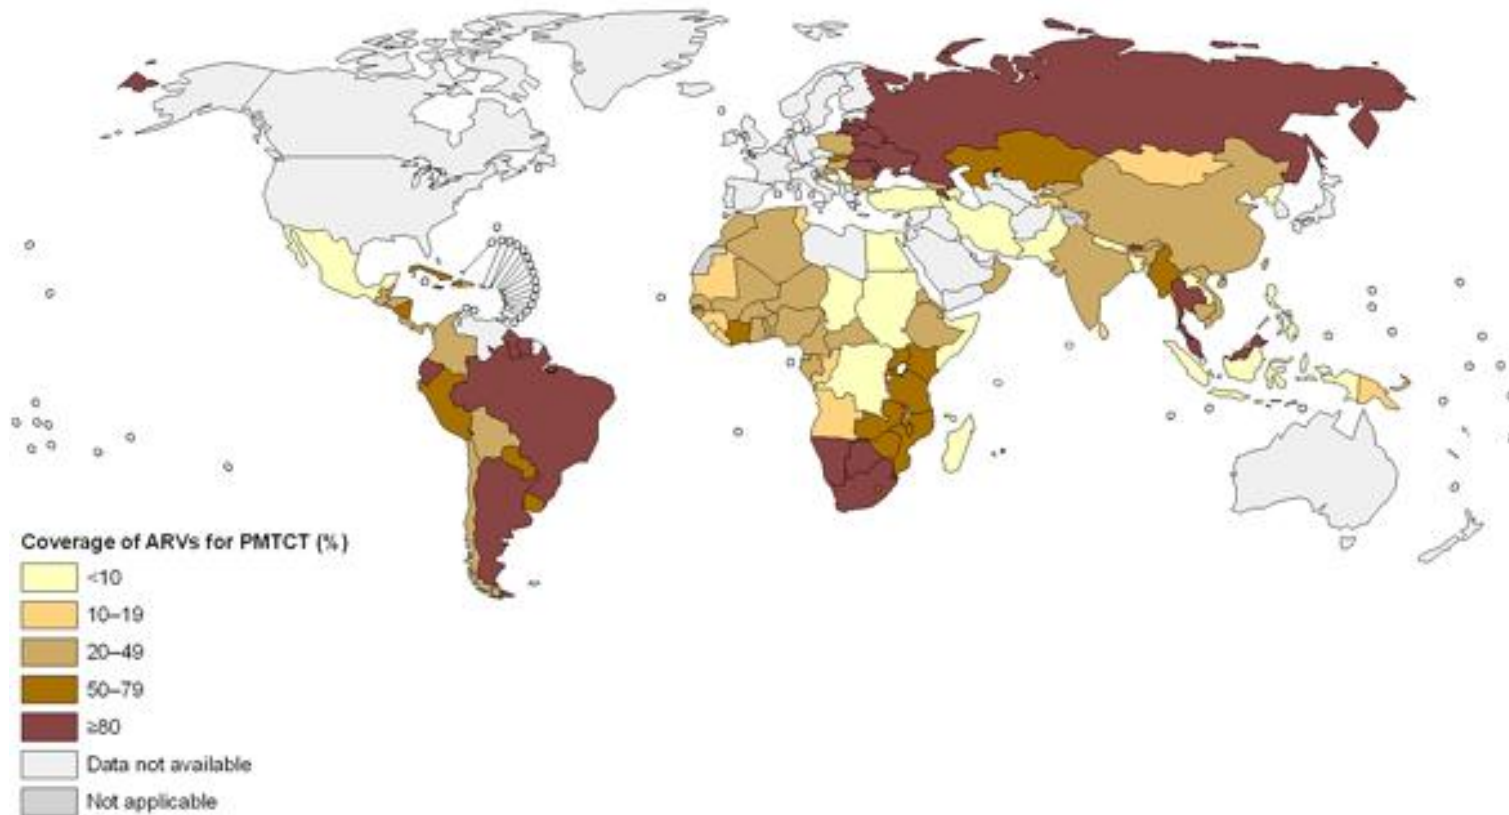 Coverage of ARVs for PMTCT (%)
<10
10–19
20–49
50–79
≥80
Data not available
Not applicable